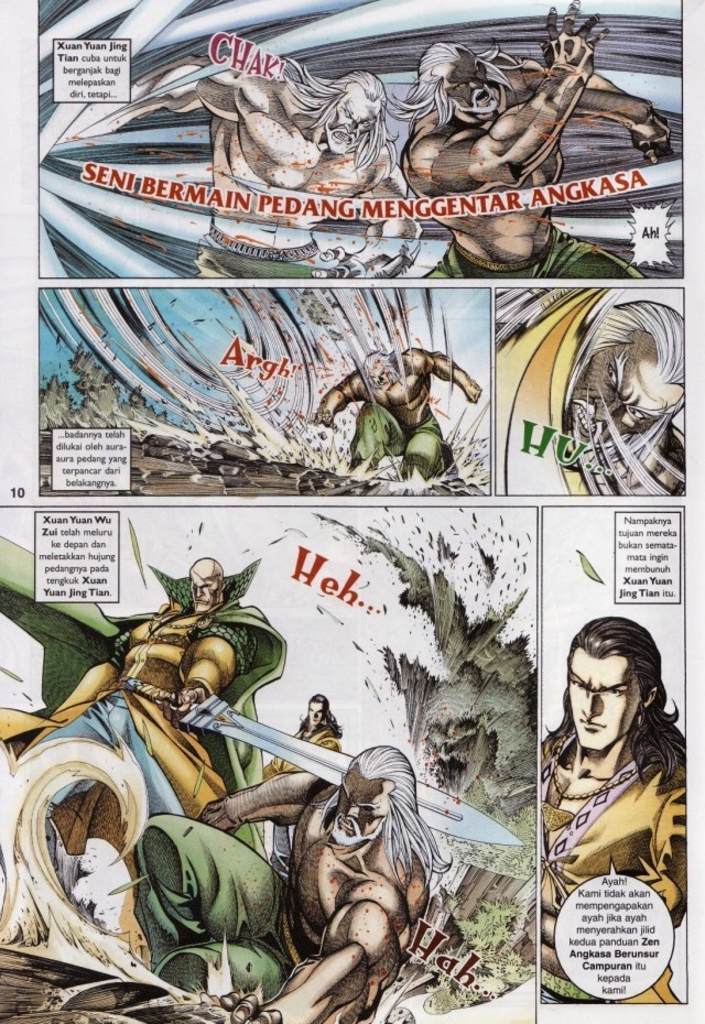 Xuan Yuan Jing
Tian cuba untuk
berganjak bagi
melepaskan
diri, tetapi...
CHAK!
SENI BERMAIN PEDANG MENGGENTAR ANGKASA
Ah!
Argh!
...badannya telah
dilukai oleh aura-
aura pedang yang
terpancar dari
belakangnya.
HU...
10
Xuan Yuan Wu
Zui telah meluru
ke depan dan
meletakkan hujung
pedangnya pada
tengkuk Xuan
Yuan Jing Tian.
Heh...
Hah...
Nampaknya
tujuan mereka
bukan semata-
mata ingin
membunuh
Xuan Yuan
Jing Tian itu.
Ayah!
Kami tidak akan
mempengapakan
ayah jika ayah
menyerahkan jilid
kedua panduan Zen
Angkasa Berunsur
Campuran itu
kepada
kami!